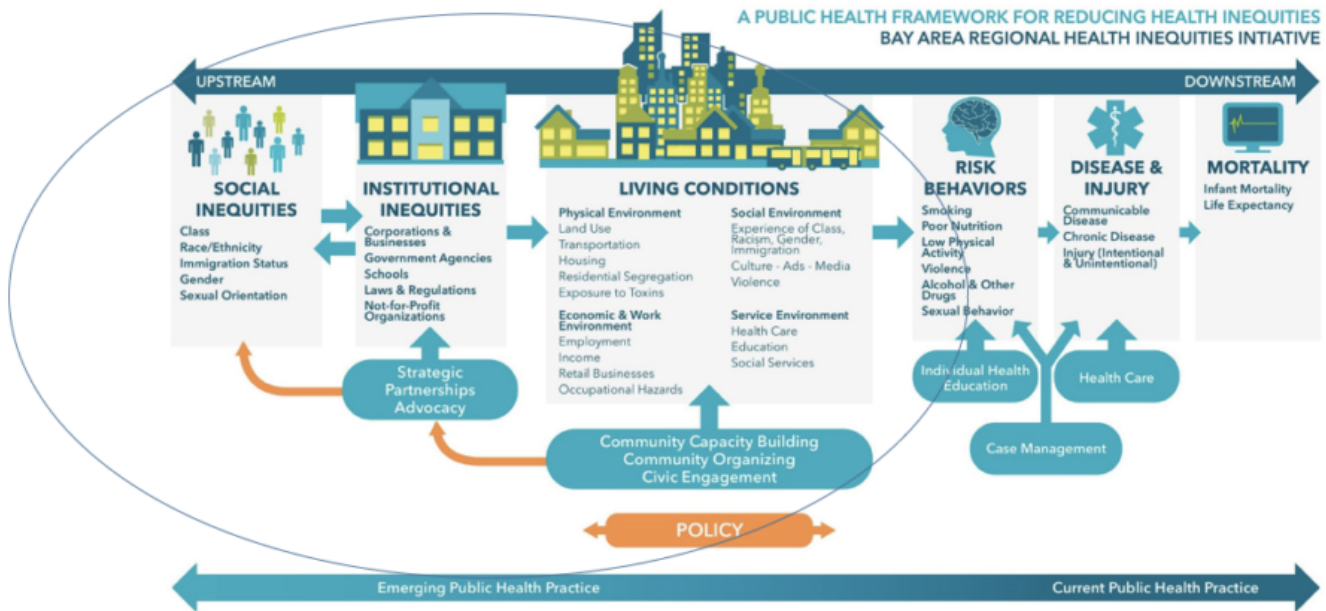 A PUBLIC HEALTH FRAMEWORK FOR REDUCING HEALTH INEQUITIES
BAY AREA REGIONAL HEALTH INEQUITIES INTIATIVE
UPSTREAM
DOWNSTREAM
SOCIAL
INEQUITIES
Class
Race/Ethnicity
Immigration Status
Gender
Sexual Orientation
INSTITUTIONAL
INEQUITIES
Corporations &
Businesses
Government Agencies
Schools
Laws & Regulations
Not-for-Profit
Organizations
Strategic
Partnerships
Advocacy
LIVING CONDITIONS
Physical Environment
Land Use
Transportation
Housing
Residential Segregation
Exposure to Toxins
Economic & Work
Environment
Employment
Income
Retail Businesses
Occupational Hazards
Social Environment
Experience of Class,
Racism, Gender,
Immigration
Culture - Ads - Media
Violence
Service Environment
Health Care
Education
Social Services
Community Capacity Building
Community Organizing
Civic Engagement
RISK
BEHAVIORS
Smoking
Poor Nutrition
Low Physical
Activity
Violence
Alcohol & Other
Drugs
Sexual Behavior
Individual Health
Education
DISEASE &
INJURY
Communicable
Disease
Chronic Disease
Injury (Intentional
& Unintentional)
Health Care
Case Management
MORTALITY
Infant Mortality
Life Expectancy
POLICY
Emerging Public Health Practice
Current Public Health Practice